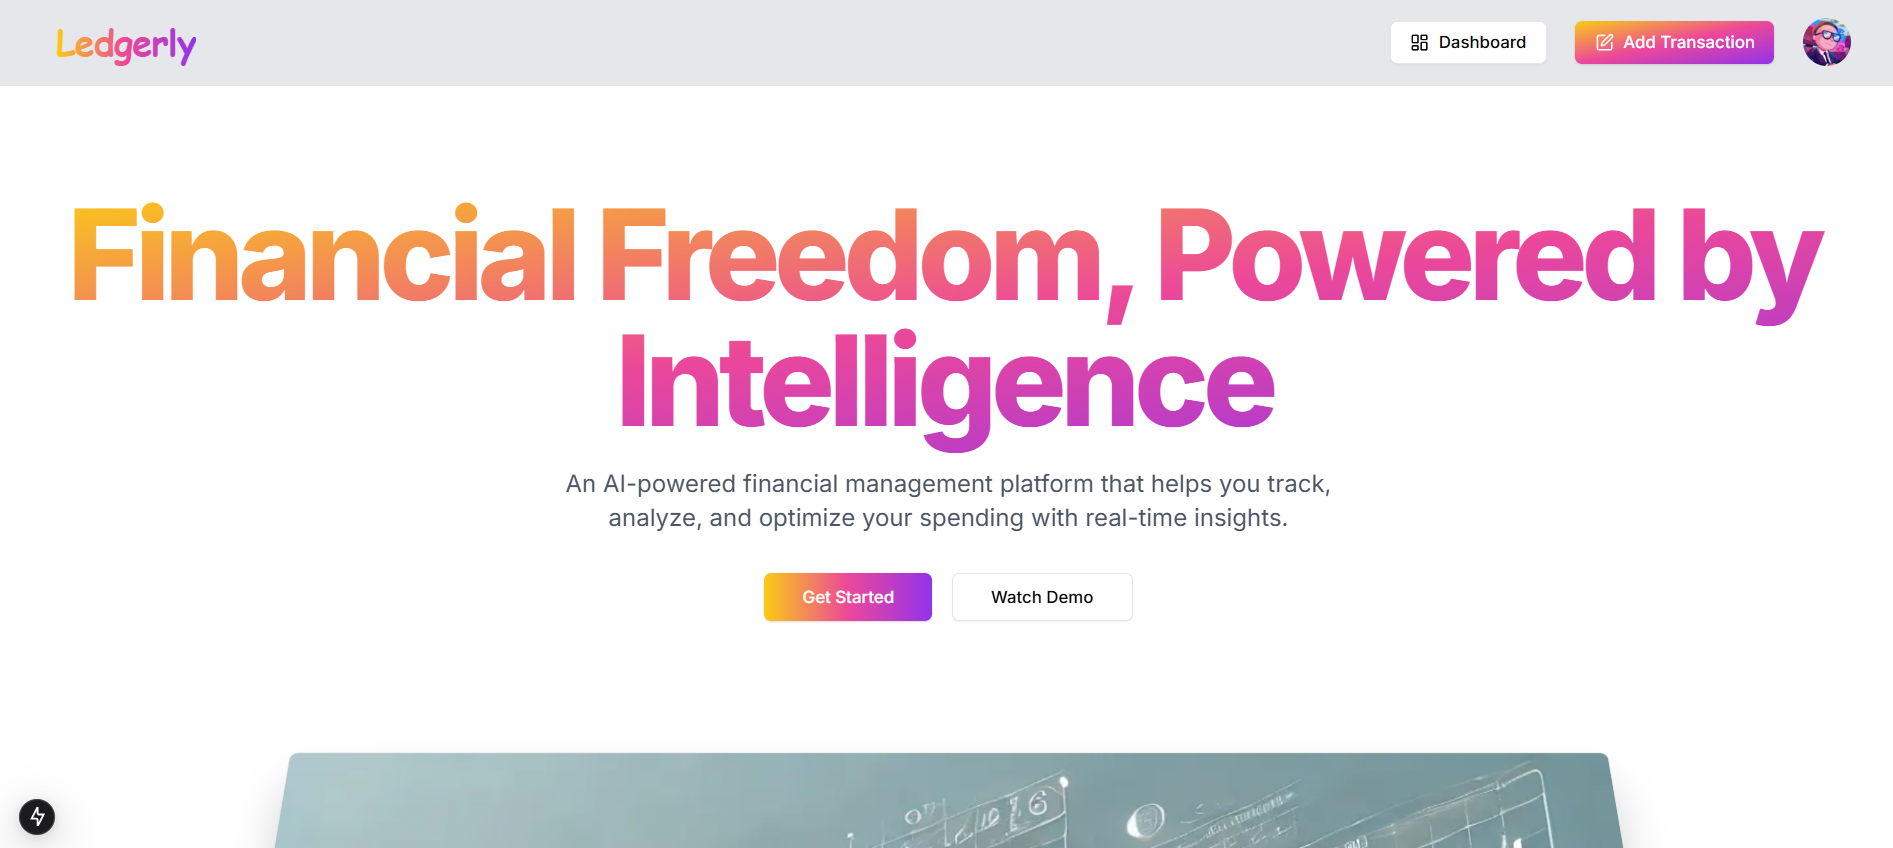 Ledgerly
Dashboard
Add Transaction
Financial Freedom, Powered by
Intelligence
An AI-powered financial management platform that helps you track,
analyze, and optimize your spending with real-time insights.
Get Started
Watch Demo